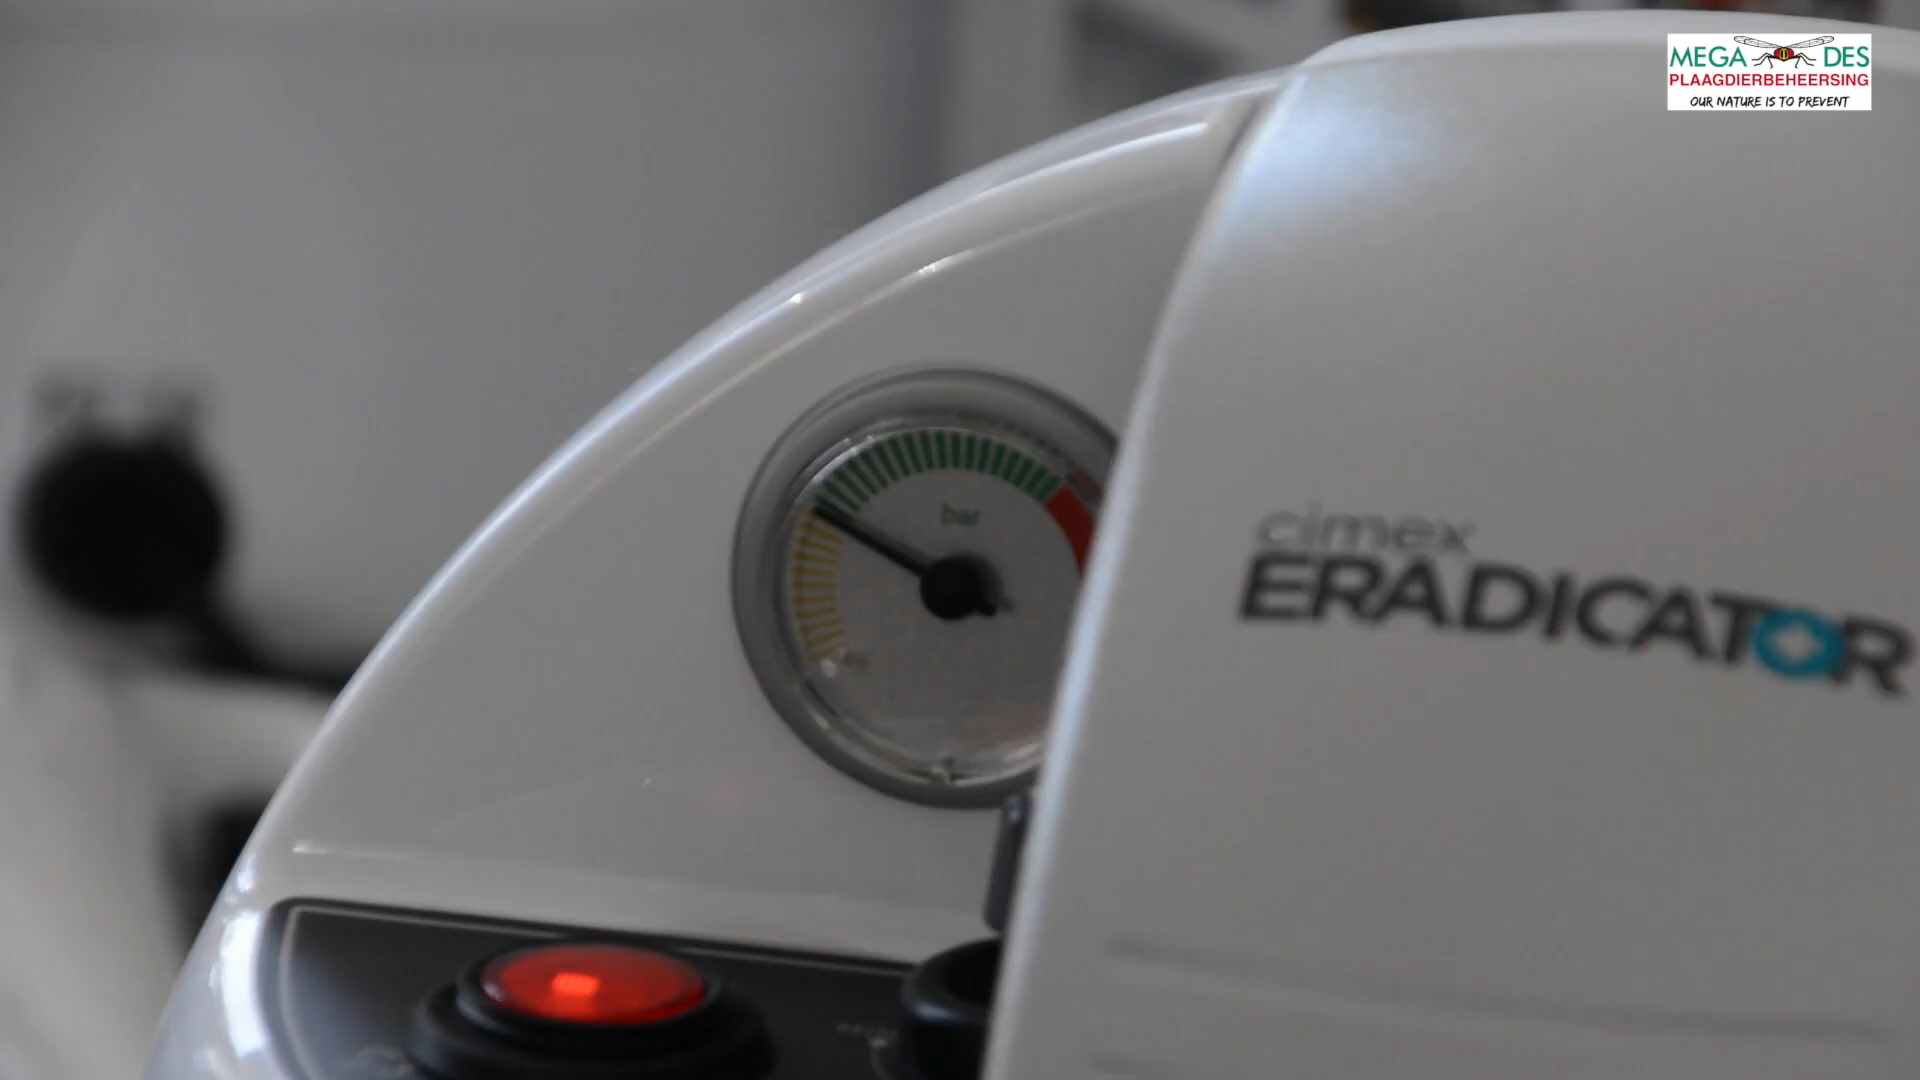 MEGA DES
PLAAGDIERBEHEERSING
OUR NATURE IS TO PREVENT
bar
cimex
ERADICATOR